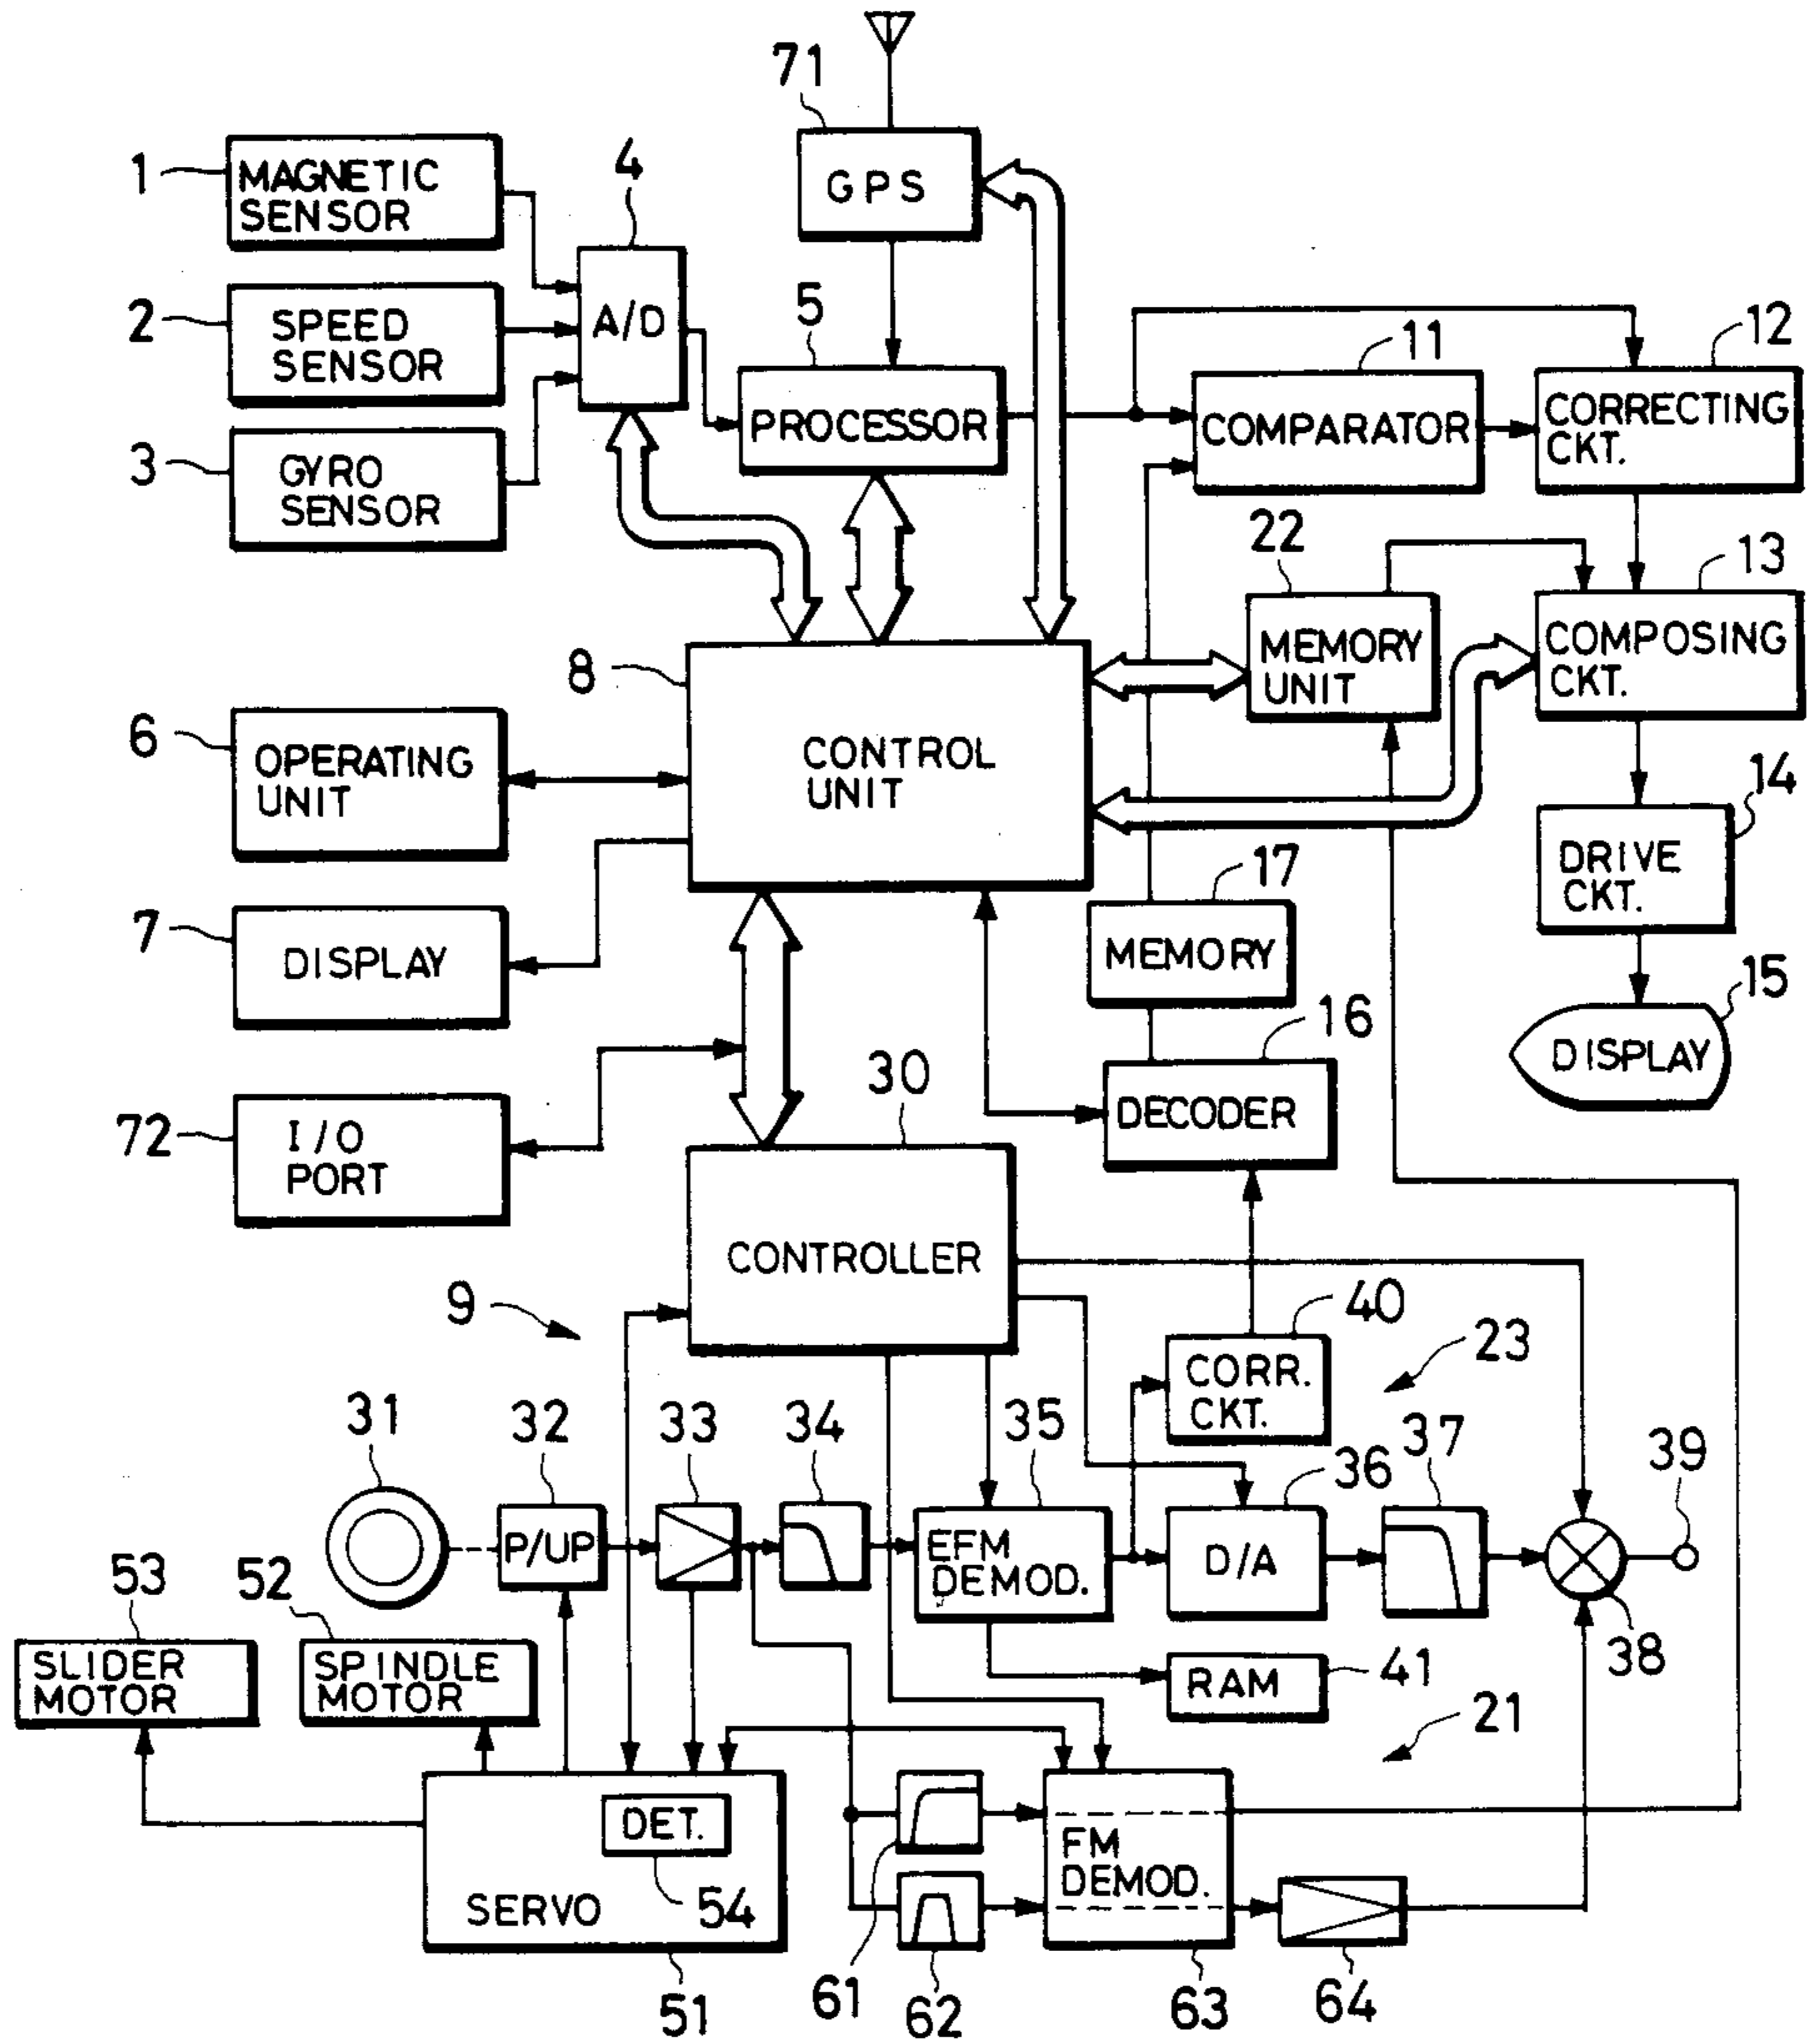 71
1
MAGNETIC
SENSOR
4
GPS
2
SPEED
SENSOR
A/D
5
11
12
3
GYRO
SENSOR
PROCESSOR
COMPARATOR
CORRECTING
CKT.
22
13
8
MEMORY
UNIT
COMPOSING
CKT.
6
OPERATING
UNIT
CONTROL
UNIT
14
DRIVE
CKT.
17
7
DISPLAY
MEMORY
15
16
DISPLAY
30
72
I/O
PORT
DECODER
CONTROLLER
9
40
23
CORR.
CKT.
31
32
33
34
35
36
37
39
P/UP
EFM
DEMOD.
D/A
53
52
38
SLIDER
MOTOR
SPINDLE
MOTOR
RAM
41
21
DET.
FM
DEMOD.
SERVO
54
51
61
62
63
64